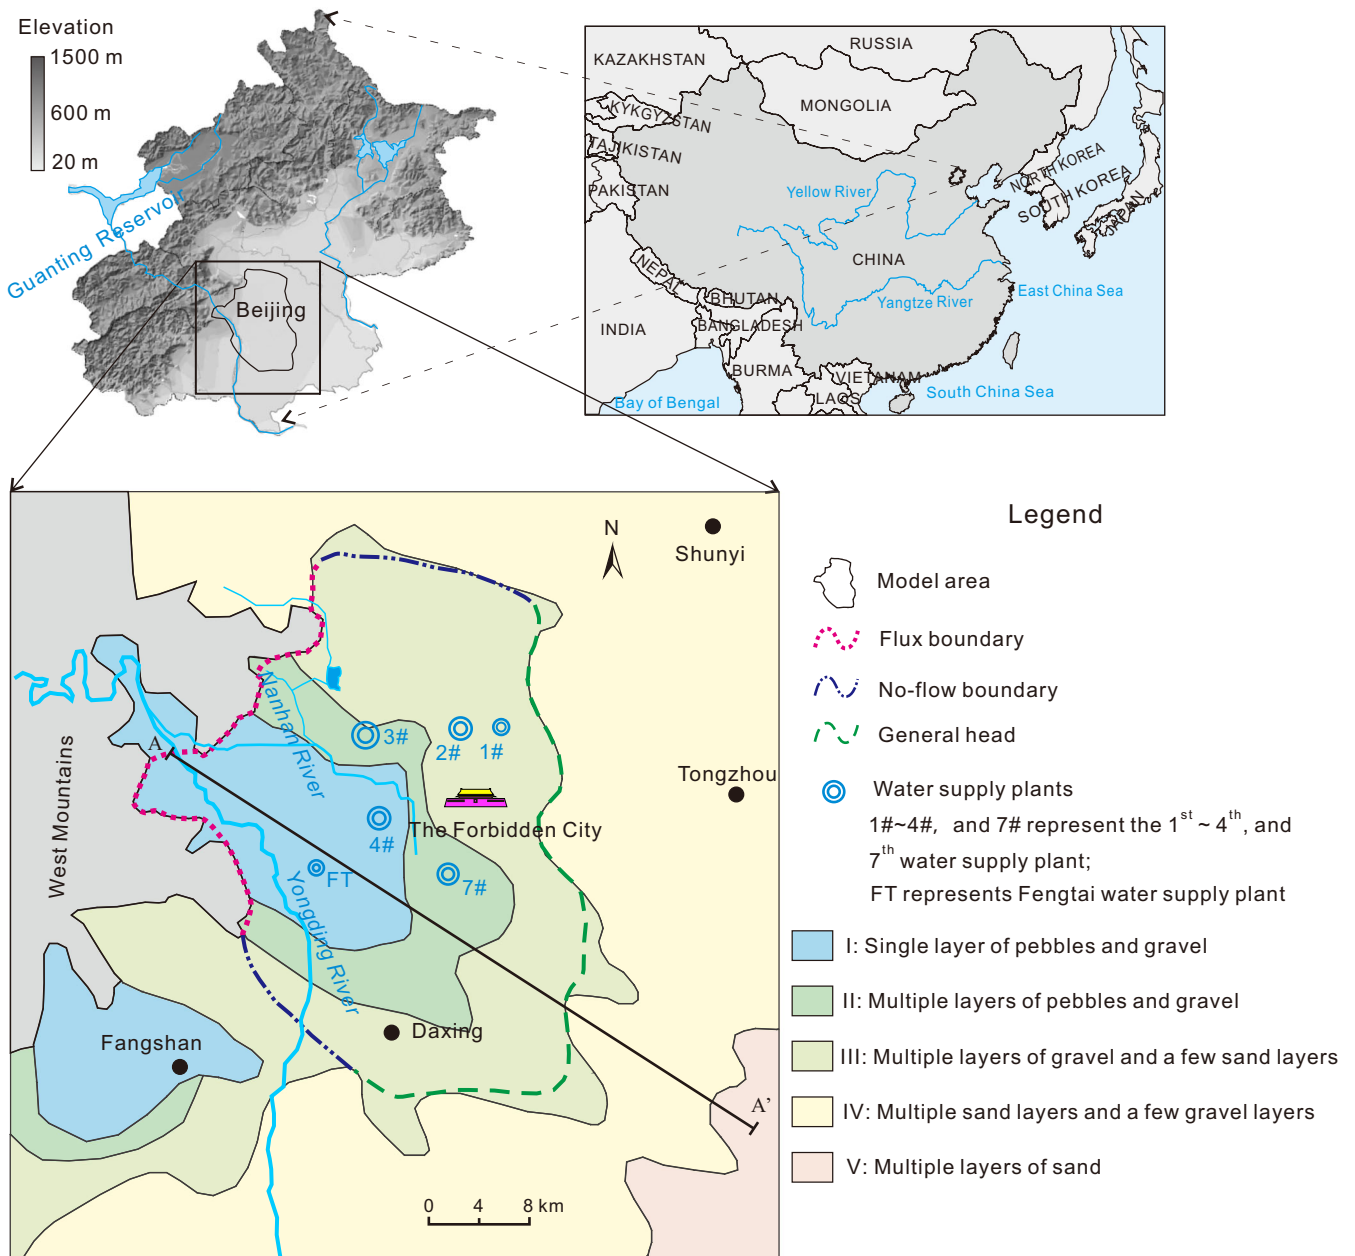 Elevation
1500 m
600 m
20 m
Guanting Reservoir
Beijing
RUSSIA
KAZAKHSTAN
MONGOLIA
KYKGYZSTAN
TAJIKISTAN
PAKISTAN
NORTH KOREA
SOUTH KOREA
JAPAN
Yellow River
CHINA
NEPAL
BHUTAN
Yangtze River
East China Sea
INDIA
BANGLADESH
BURMA
VIETANAM
LAOS
South China Sea
Bay of Bengal
N
Shunyi
Nanhan River
3#
2#
1#
A
West Mountains
Tongzhou
The Forbidden City
4#
FT
7#
Yongding River
Daxing
Fangshan
A'
0 4 8 km
Legend
Model area
Flux boundary
No-flow boundary
General head
Water supply plants
1#~4#, and 7# represent the 1st ~ 4th, and
7th water supply plant;
FT represents Fengtai water supply plant
I: Single layer of pebbles and gravel
II: Multiple layers of pebbles and gravel
III: Multiple layers of gravel and a few sand layers
IV: Multiple sand layers and a few gravel layers
V: Multiple layers of sand